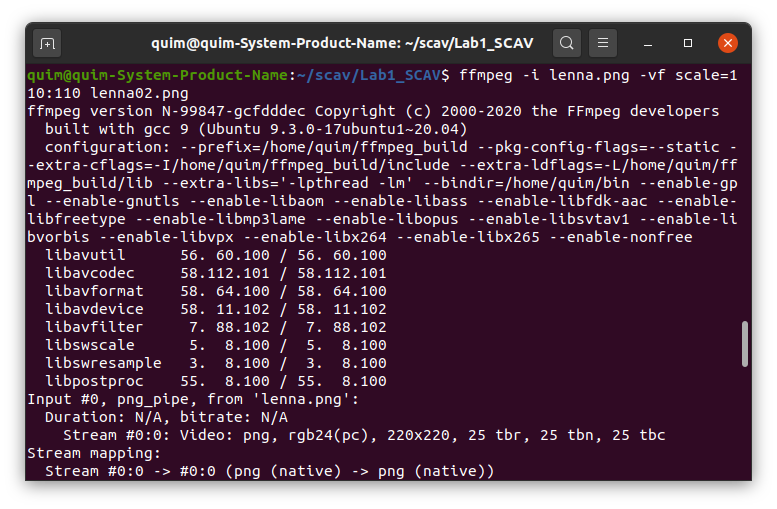 quim@quim-System-Product-Name: ~/scav/Lab1_SCAV
quim@quim-System-Product-Name:~/scav/Lab1_SCAV$ ffmpeg -i lenna.png -vf scale=1
10:110 lenna02.png
ffmpeg version N-99847-gcfdddec Copyright (c) 2000-2020 the FFmpeg developers
  built with gcc 9 (Ubuntu 9.3.0-17ubuntu1~20.04)
  configuration: --prefix=/home/quim/ffmpeg_build --pkg-config-flags=--static -
-extra-cflags=-I/home/quim/ffmpeg_build/include --extra-ldflags=-L/home/quim/ff
mpeg_build/lib --extra-libs='-lpthread -lm' --bindir=/home/quim/bin --enable-gp
l --enable-gnutls --enable-libaom --enable-libass --enable-libfdk-aac --enable-
libfreetype --enable-libmp3lame --enable-libopus --enable-libsvtav1 --enable-li
bvorbis --enable-libvpx --enable-libx264 --enable-libx265 --enable-nonfree
  libavutil      56. 60.100 / 56. 60.100
  libavcodec     58.112.101 / 58.112.101
  libavformat    58. 64.100 / 58. 64.100
  libavdevice    58. 11.102 / 58. 11.102
  libavfilter     7. 88.102 /  7. 88.102
  libswscale      5.  8.100 /  5.  8.100
  libswresample   3.  8.100 /  3.  8.100
  libpostproc    55.  8.100 / 55.  8.100
Input #0, png_pipe, from 'lenna.png':
  Duration: N/A, bitrate: N/A
    Stream #0:0: Video: png, rgb24(pc), 220x220, 25 tbr, 25 tbn, 25 tbc
Stream mapping:
  Stream #0:0 -> #0:0 (png (native) -> png (native))